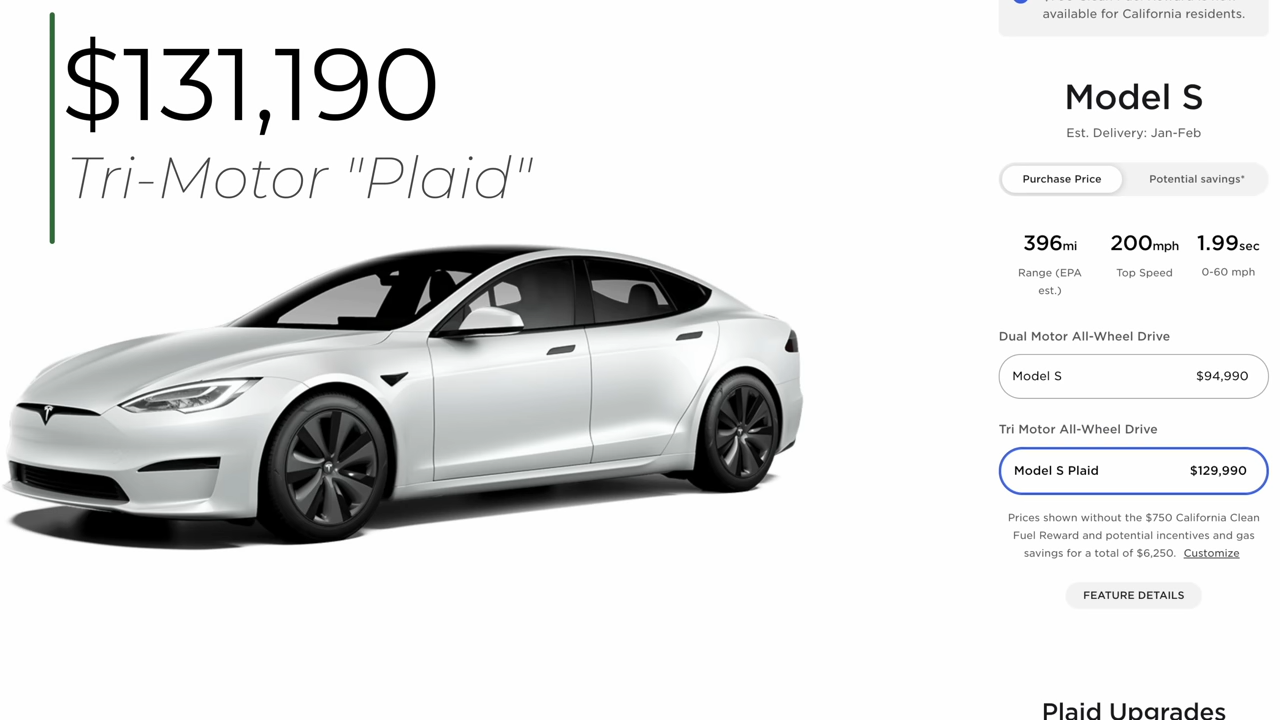 $131,190
Tri-Motor "Plaid"
available for California residents.
Model S
Est. Delivery: Jan-Feb
Purchase Price
Potential savings*
396mi
200mph
1.99sec
Range (EPA
est.)
Top Speed
0-60 mph
Dual Motor All-Wheel Drive
Model S $94,990
Tri Motor All-Wheel Drive
Model S Plaid $129,990
Prices shown without the $750 California Clean
Fuel Reward and potential incentives and gas
savings for a total of $6,250. Customize
FEATURE DETAILS
Plaid Upgrades